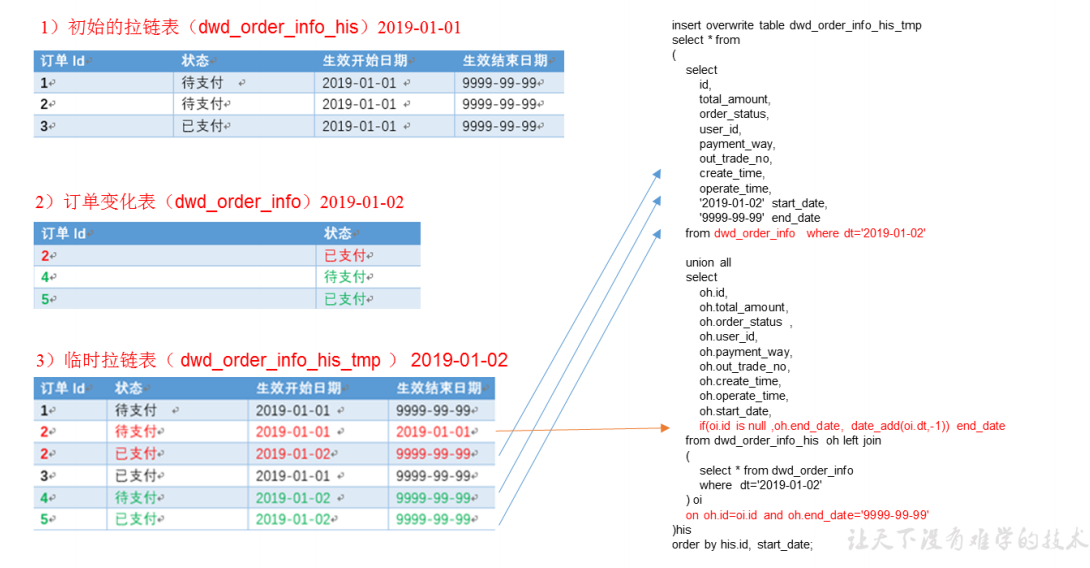 1）初始的拉链表（dwd_order_info_his）2019-01-01
订单 Id 状态 生效开始日期 生效结束日期
1 待支付 2019-01-01 9999-99-99
2 待支付 2019-01-01 9999-99-99
3 已支付 2019-01-01 9999-99-99
2）订单变化表（dwd_order_info）2019-01-02
订单 Id 状态
2 已支付
4 待支付
5 已支付
3）临时拉链表（ dwd_order_info_his_tmp ） 2019-01-02
订单 Id 状态 生效开始日期 生效结束日期
1 待支付 2019-01-01 9999-99-99
2 待支付 2019-01-01 2019-01-01
2 已支付 2019-01-02 9999-99-99
3 已支付 2019-01-01 9999-99-99
4 待支付 2019-01-02 9999-99-99
5 已支付 2019-01-02 9999-99-99
insert overwrite table dwd_order_info_his_tmp
select * from
(
select
id,
total_amount,
order_status,
user_id,
payment_way,
out_trade_no,
create_time,
operate_time,
'2019-01-02' start_date,
'9999-99-99' end_date
from dwd_order_info where dt='2019-01-02'
union all
select
oh.id,
oh.total_amount,
oh.order_status ,
oh.user_id,
oh.payment_way,
oh.out_trade_no,
oh.create_time,
oh.operate_time,
oh.start_date,
if(oi.id is null ,oh.end_date, date_add(oi.dt,-1)) end_date
from dwd_order_info_his oh left join
(
select * from dwd_order_info
where dt='2019-01-02'
) oi
on oh.id=oi.id and oh.end_date='9999-99-99'
)his
order by his.id, start_date;
让天下没有难学的技术